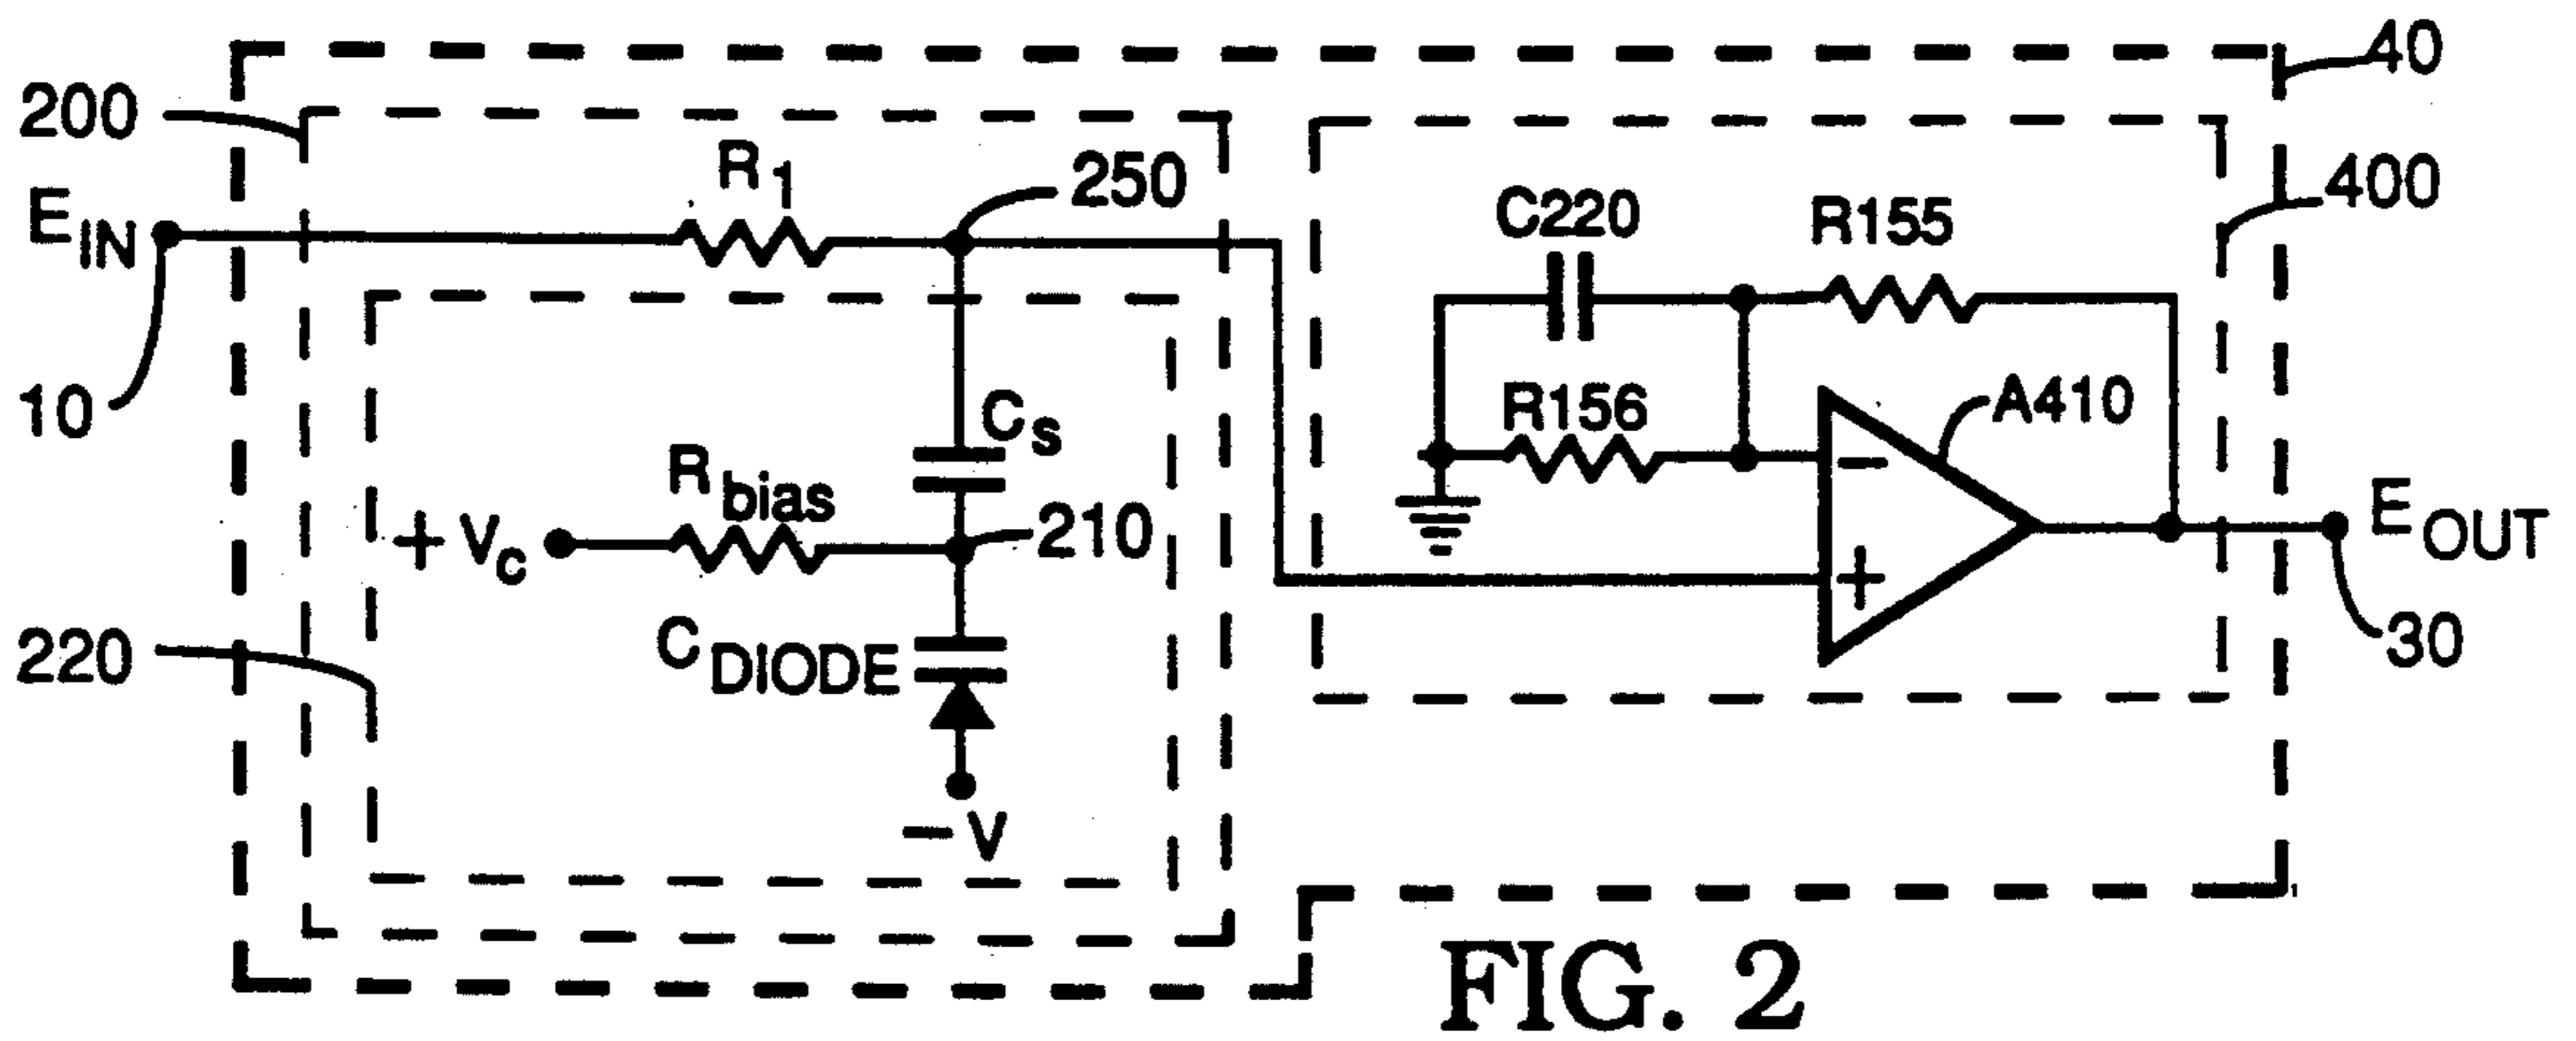 40
200
R1
250
400
EIN
C220
R155
10
Cs
R156
A410
Rbias
+ Vc
210
−
+
EOUT
220
CDIODE
30
− V
FIG. 2